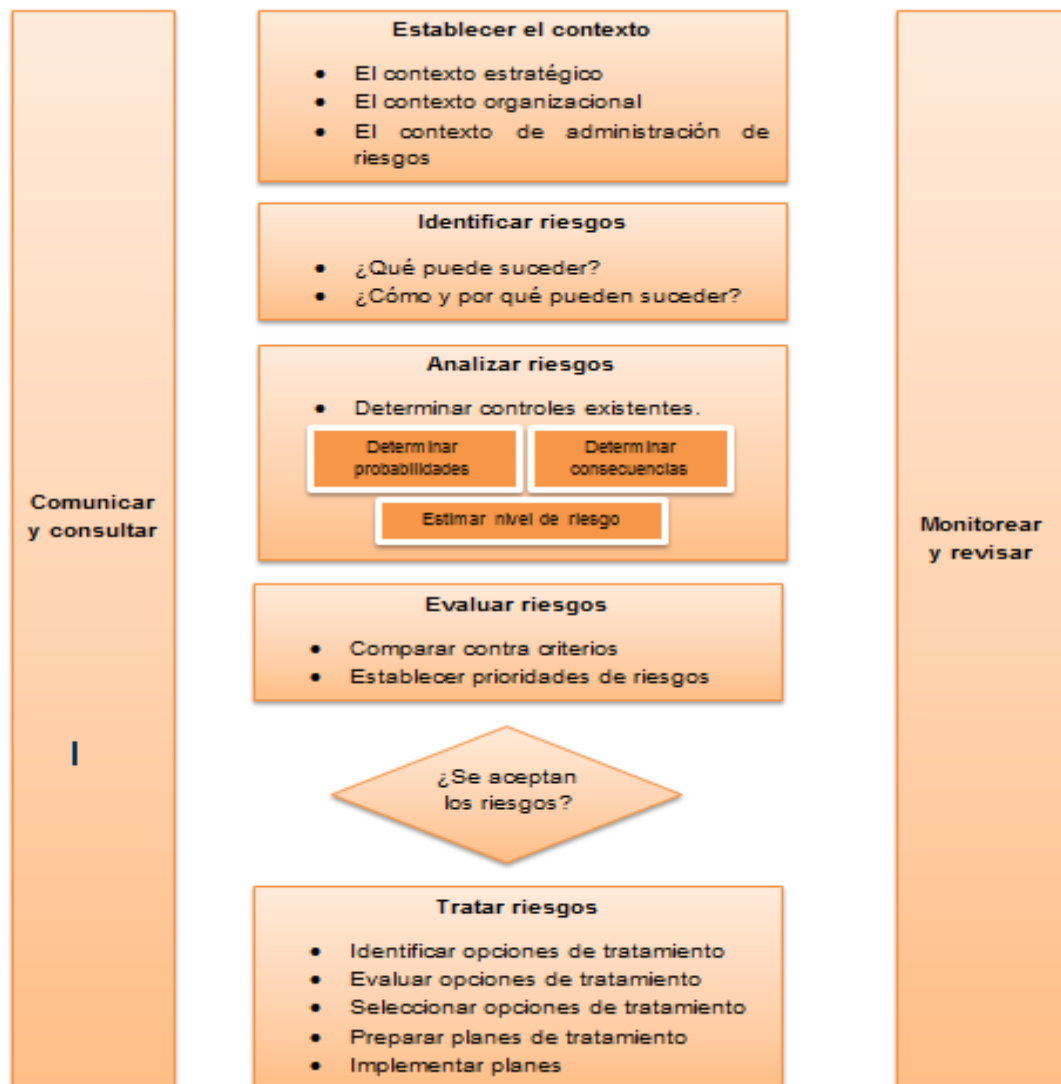 Establecer el contexto
• El contexto estratégico
• El contexto organizacional
• El contexto de administración de
riesgos
Identificar riesgos
• ¿Qué puede suceder?
• ¿Cómo y por qué pueden suceder?
Analizar riesgos
• Determinar controles existentes.
Determinar
probabilidades
Determinar
consecuencias
Estimar nivel de riesgo
Comunicar
y consultar
Monitorear
y revisar
Evaluar riesgos
• Comparar contra criterios
• Establecer prioridades de riesgos
¿Se aceptan
los riesgos?
Tratar riesgos
• Identificar opciones de tratamiento
• Evaluar opciones de tratamiento
• Seleccionar opciones de tratamiento
• Preparar planes de tratamiento
• Implementar planes